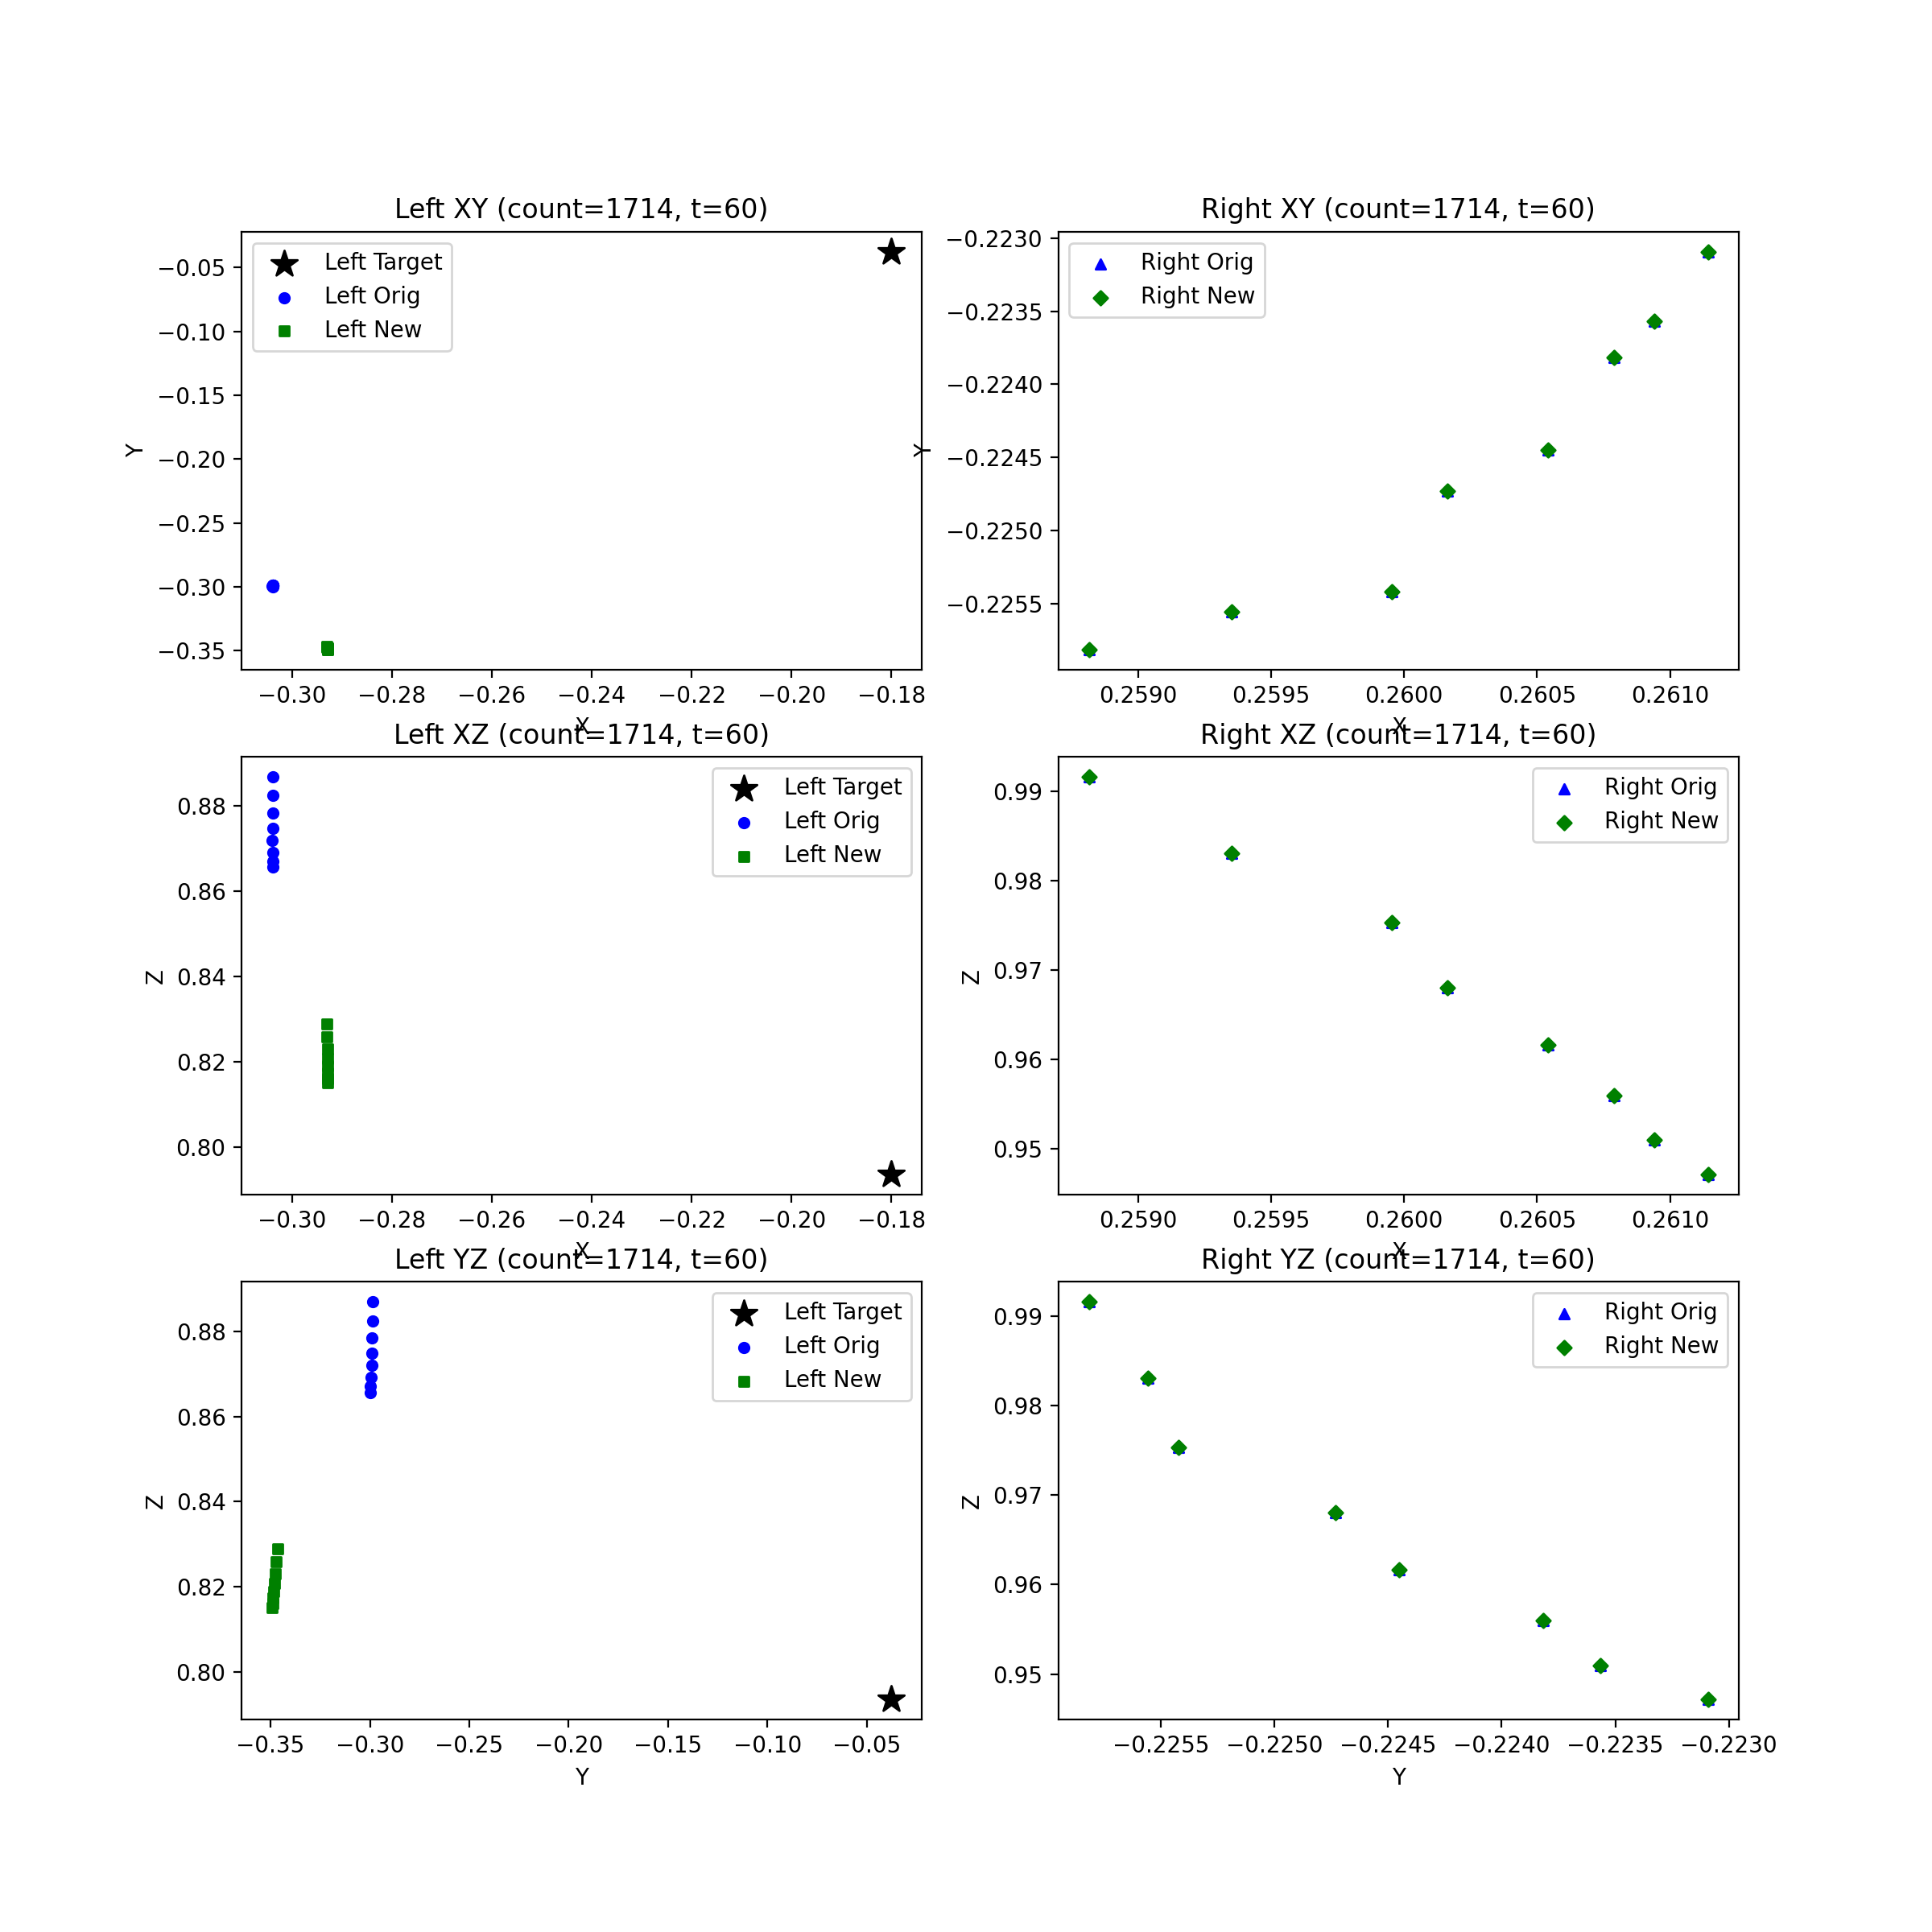 Left XY (count=1714, t=60)
Left Target
Left Orig
Left New
−0.05
−0.10
−0.15
−0.20
−0.25
−0.30
−0.35
Y
−0.30 −0.28 −0.26 −0.24 −0.22 −0.20 −0.18
X
Right XY (count=1714, t=60)
Right Orig
Right New
−0.2230
−0.2235
−0.2240
−0.2245
−0.2250
−0.2255
Y
0.2590 0.2595 0.2600 0.2605 0.2610
X
Left XZ (count=1714, t=60)
Left Target
Left Orig
Left New
0.88
0.86
0.84
0.82
0.80
Z
−0.30 −0.28 −0.26 −0.24 −0.22 −0.20 −0.18
X
Right XZ (count=1714, t=60)
Right Orig
Right New
0.99
0.98
0.97
0.96
0.95
Z
0.2590 0.2595 0.2600 0.2605 0.2610
X
Left YZ (count=1714, t=60)
Left Target
Left Orig
Left New
0.88
0.86
0.84
0.82
0.80
Z
−0.35 −0.30 −0.25 −0.20 −0.15 −0.10 −0.05
Y
Right YZ (count=1714, t=60)
Right Orig
Right New
0.99
0.98
0.97
0.96
0.95
Z
−0.2255 −0.2250 −0.2245 −0.2240 −0.2235 −0.2230
Y